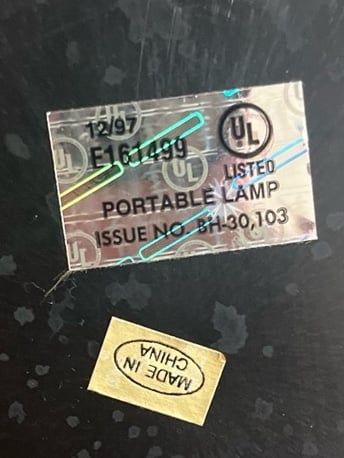 12/97
E161499
UL
LISTED
PORTABLE LAMP
ISSUE NO. BH-30,103
MADE IN
CHINA